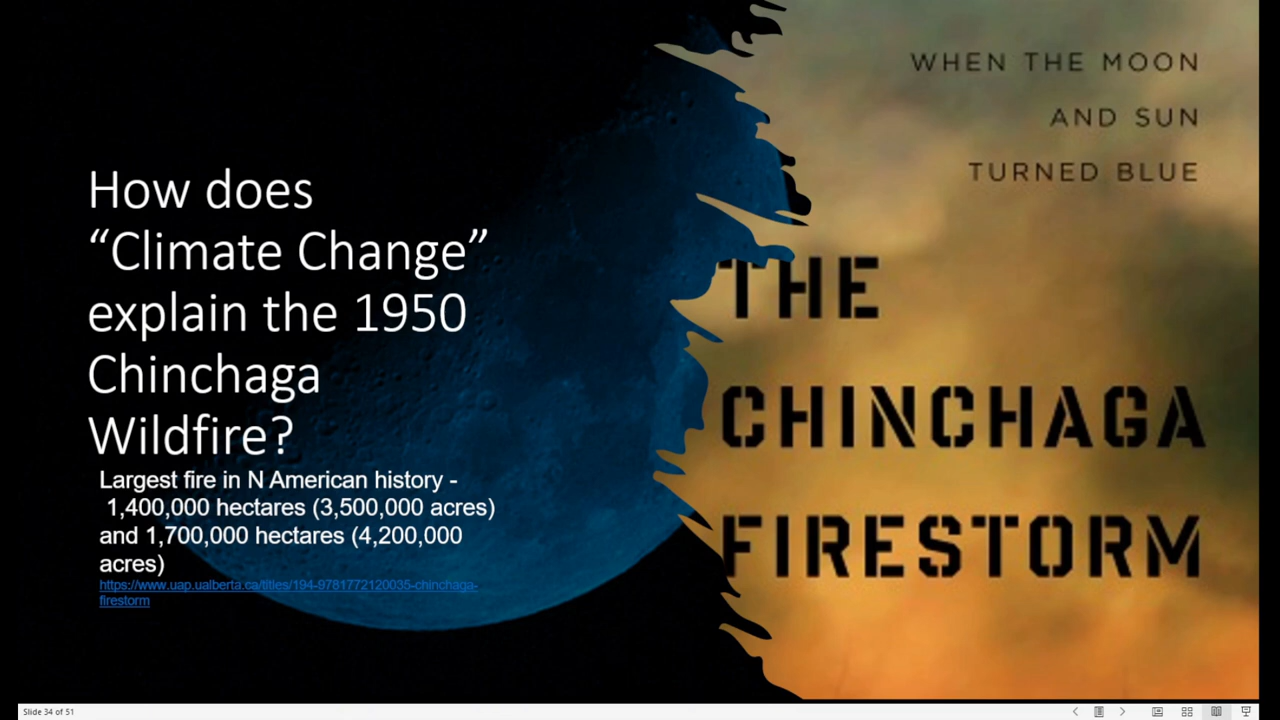 How does
“Climate Change”
explain the 1950
Chinchaga
Wildfire?
Largest fire in N American history -
1,400,000 hectares (3,500,000 acres)
and 1,700,000 hectares (4,200,000
acres)
https://www.uap.ualberta.ca/titles/194-9781772120035-chinchaga-
firestorm
WHEN THE MOON
AND SUN
TURNED BLUE
THE
CHINCHAGA
FIRESTORM
Slide 34 of 51